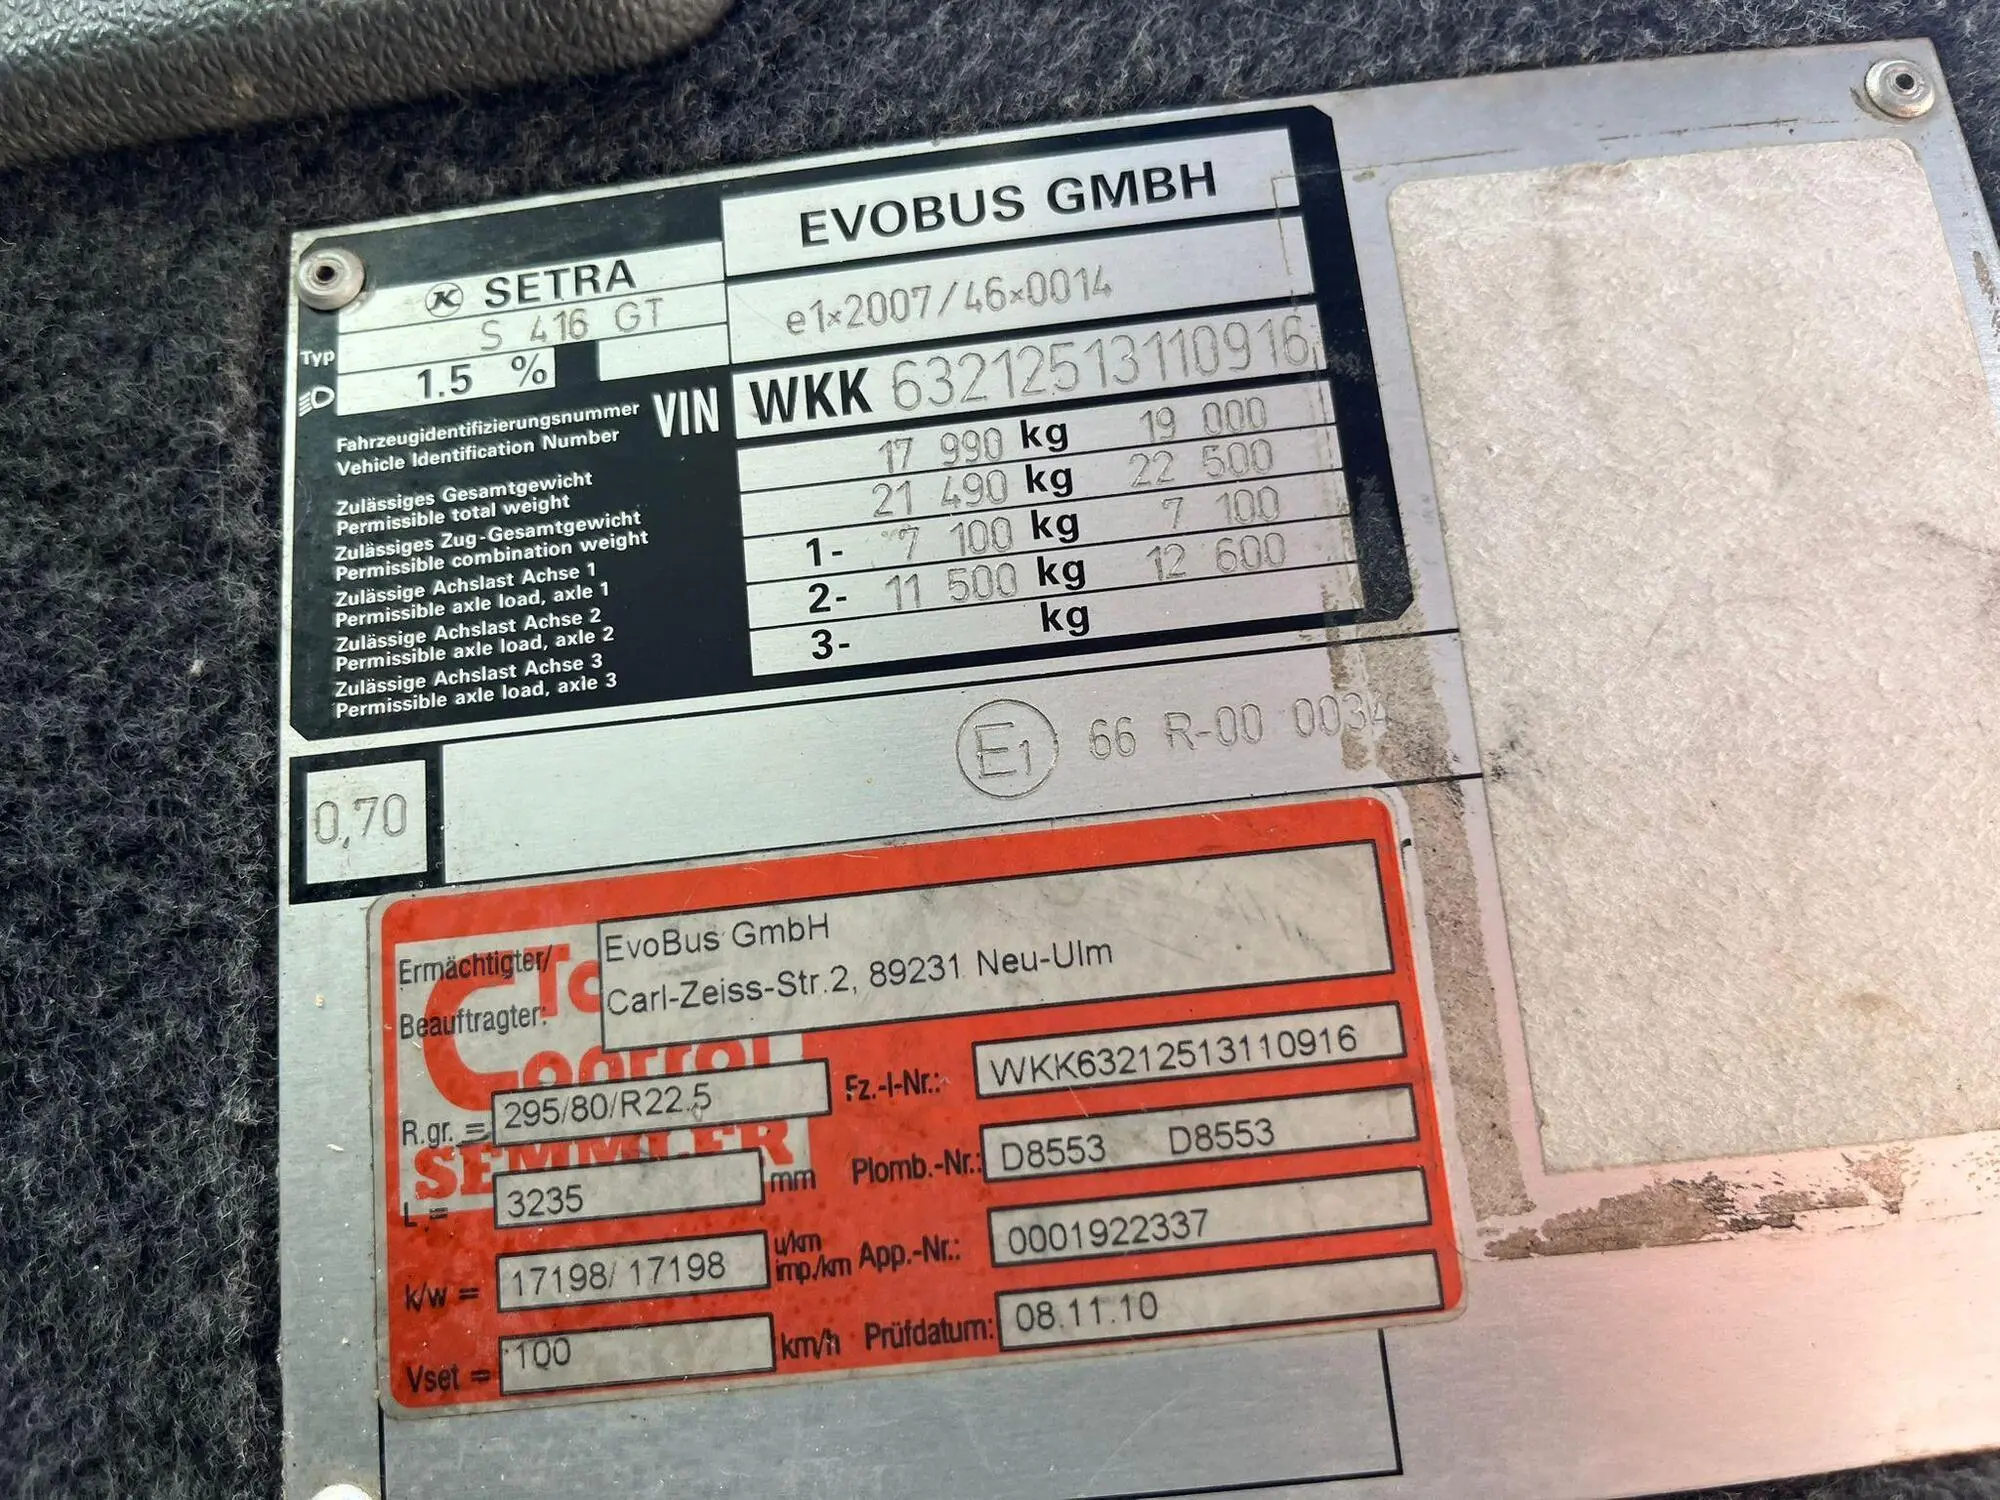 EVOBUS GMBH
SETRA
Typ S 416 GT
e1×2007/46×0014
1.5 %
Fahrzeugidentifizierungsnummer
Vehicle Identification Number
VIN WKK 63212513110916
Zulässiges Gesamtgewicht
Permissible total weight
17 990 kg 19 000
Zulässiges Zug-Gesamtgewicht
Permissible combination weight
21 490 kg 22 500
Zulässige Achslast Achse 1
Permissible axle load, axle 1
1- 7 100 kg 7 100
Zulässige Achslast Achse 2
Permissible axle load, axle 2
2- 11 500 kg 12 600
Zulässige Achslast Achse 3
Permissible axle load, axle 3
3- kg
E1 66 R-00 0034
0,70
Ermächtigter/
Beauftragter:
EvoBus GmbH
Carl-Zeiss-Str.2, 89231 Neu-Ulm
Control
SEMMLER
R.gr. = 295/80/R22.5
Fz.-I-Nr.: WKK63212513110916
L = 3235 mm
Plomb.-Nr.: D8553 D8553
k/w = 17198/ 17198 u/km imp./km
App.-Nr.: 0001922337
Vset = 100 km/h
Prüfdatum: 08.11.10